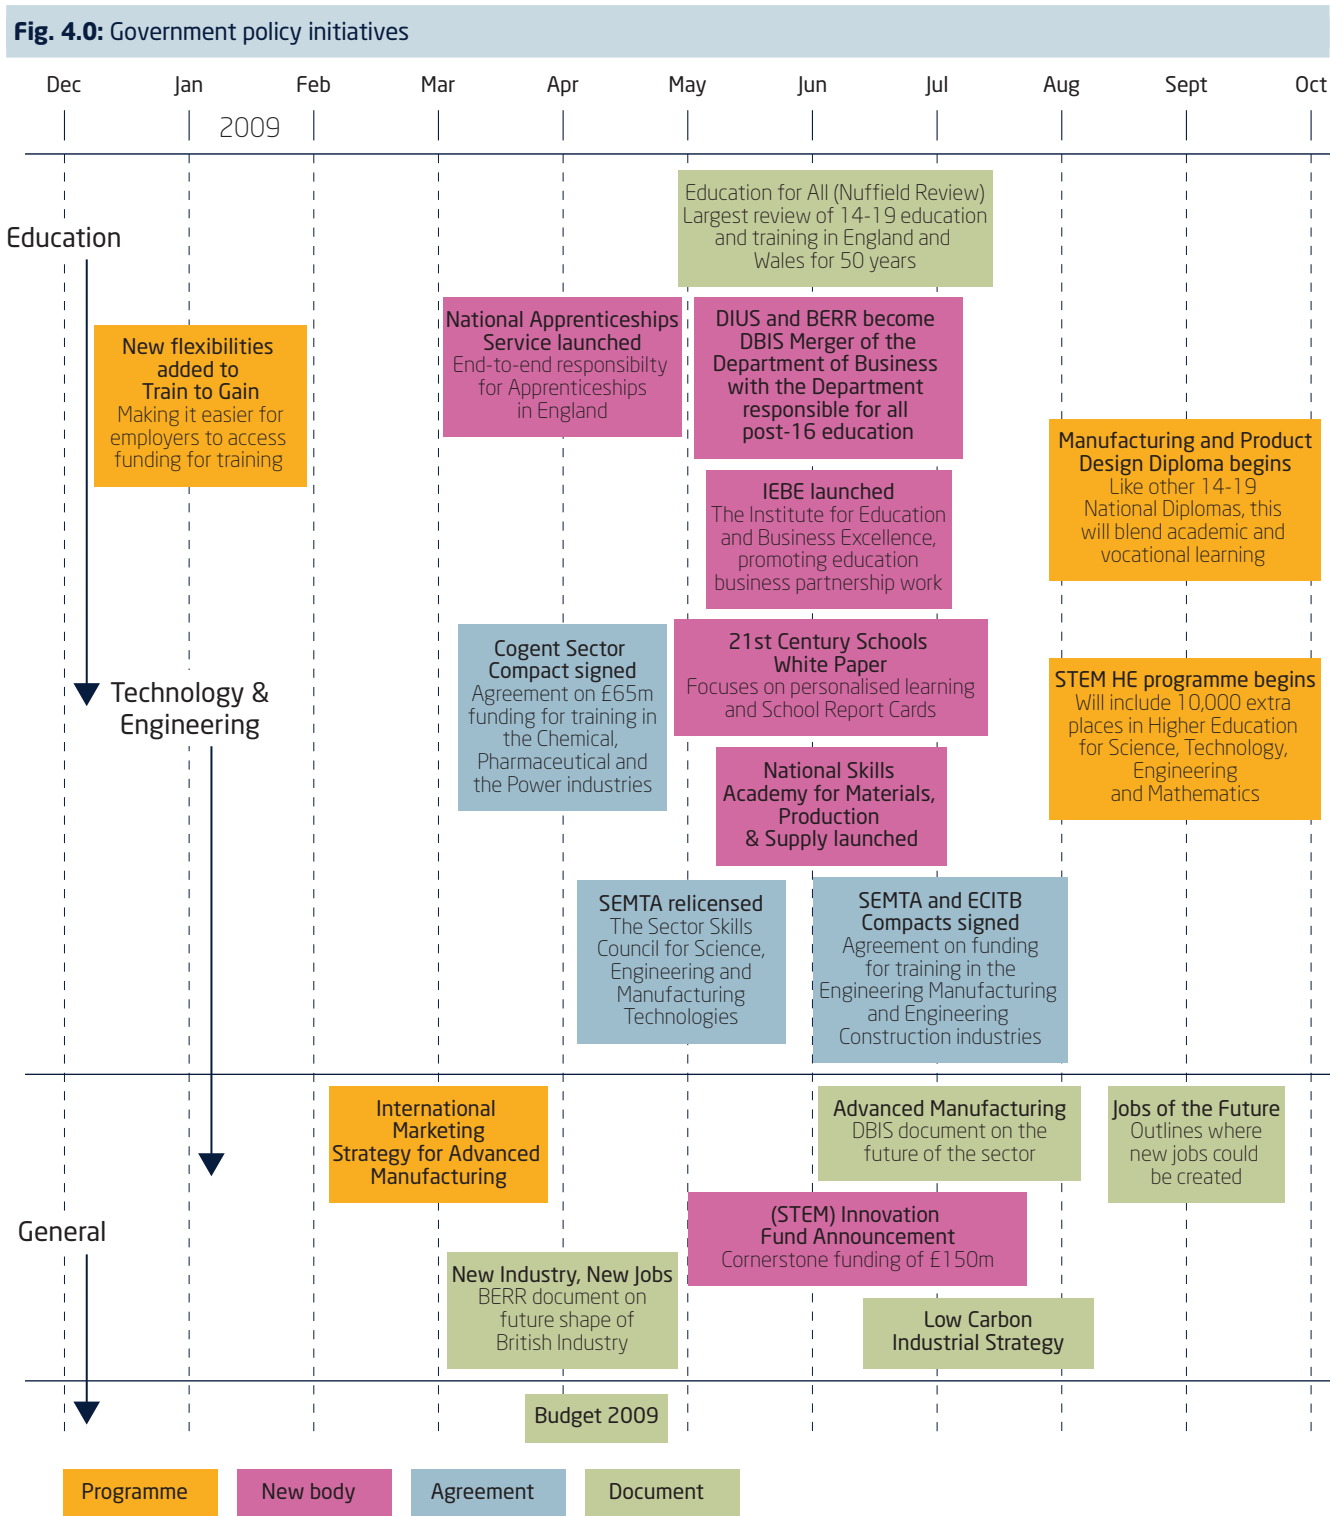 Fig. 4.0: Government policy initiatives
Dec Jan Feb Mar Apr May Jun Jul Aug Sept Oct
2009
Education
Education for All (Nuffield Review)
Largest review of 14-19 education
and training in England and
Wales for 50 years
New flexibilities
added to
Train to Gain
Making it easier for
employers to access
funding for training
National Apprenticeships
Service launched
End-to-end responsibilty
for Apprenticeships
in England
DIUS and BERR become
DBIS Merger of the
Department of Business
with the Department
responsible for all
post-16 education
Manufacturing and Product
Design Diploma begins
Like other 14-19
National Diplomas, this
will blend academic and
vocational learning
IEBE launched
The Institute for Education
and Business Excellence,
promoting education
business partnership work
Technology &
Engineering
Cogent Sector
Compact signed
Agreement on £65m
funding for training in
the Chemical,
Pharmaceutical and
the Power industries
21st Century Schools
White Paper
Focuses on personalised learning
and School Report Cards
STEM HE programme begins
Will include 10,000 extra
places in Higher Education
for Science, Technology,
Engineering
and Mathematics
National Skills
Academy for Materials,
Production
& Supply launched
SEMTA relicensed
The Sector Skills
Council for Science,
Engineering and
Manufacturing
Technologies
SEMTA and ECITB
Compacts signed
Agreement on funding
for training in the
Engineering Manufacturing
and Engineering
Construction industries
International
Marketing
Strategy for Advanced
Manufacturing
Advanced Manufacturing
DBIS document on the
future of the sector
Jobs of the Future
Outlines where
new jobs could
be created
General
(STEM) Innovation
Fund Announcement
Cornerstone funding of £150m
New Industry, New Jobs
BERR document on
future shape of
British Industry
Low Carbon
Industrial Strategy
Budget 2009
Programme
New body
Agreement
Document